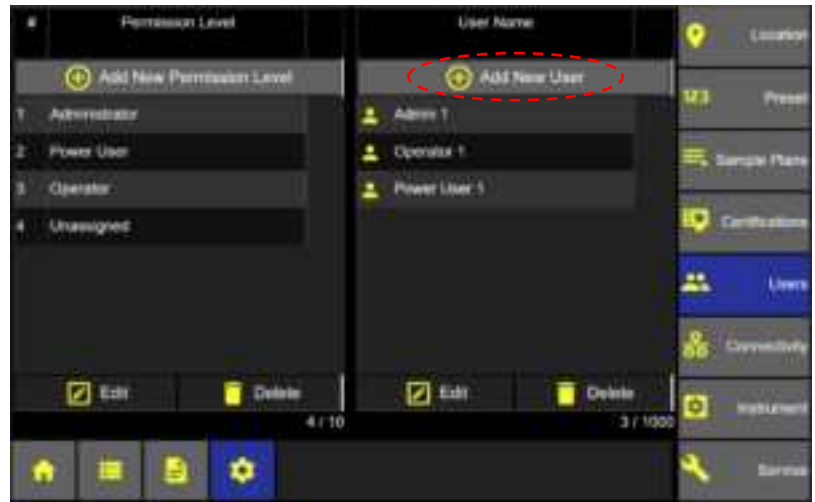 # Permission Level User Name
Location
Add New Permission Level Add New User
1 Administrator Admin 1
123 Preset
2 Power User Operator 1
Sample Plans
3 Operator Power User 1
4 Unassigned
Certifications
Users
Connectivity
Edit Delete Edit Delete
4 / 10 3 / 1000
Instrument
Service